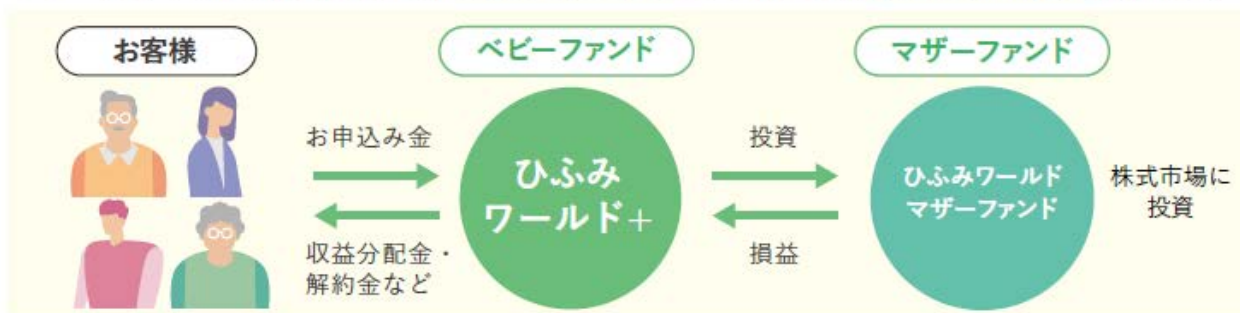 お客様
ベビーファンド
マザーファンド
お申込み金
収益分配金・
解約金など
ひふみ
ワールド+
投資
損益
ひふみワールド
マザーファンド
株式市場に
投資